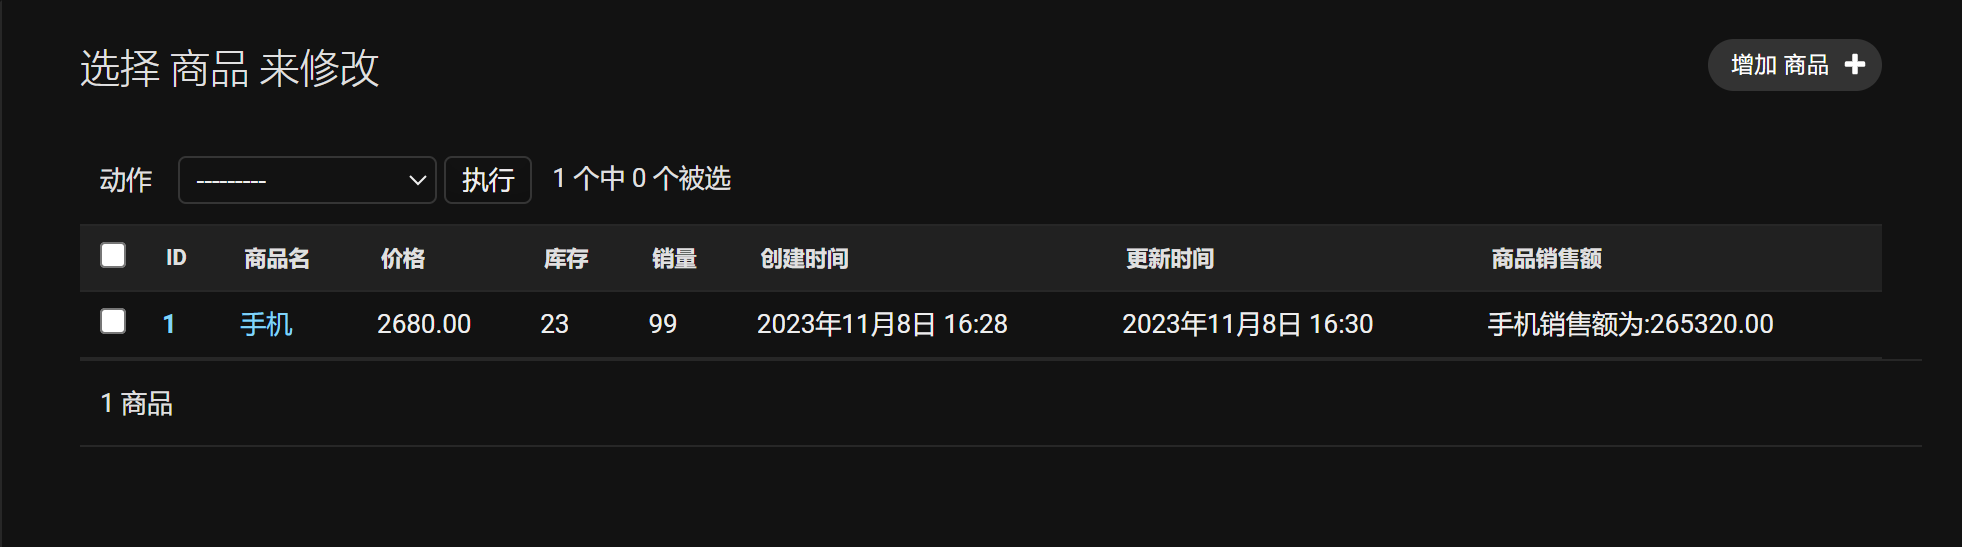 选择 商品 来修改
增加 商品
动作 --------- 执行 1 个中 0 个被选
ID 商品名 价格 库存 销量 创建时间 更新时间 商品销售额
1 手机 2680.00 23 99 2023年11月8日 16:28 2023年11月8日 16:30 手机销售额为:265320.00
1 商品